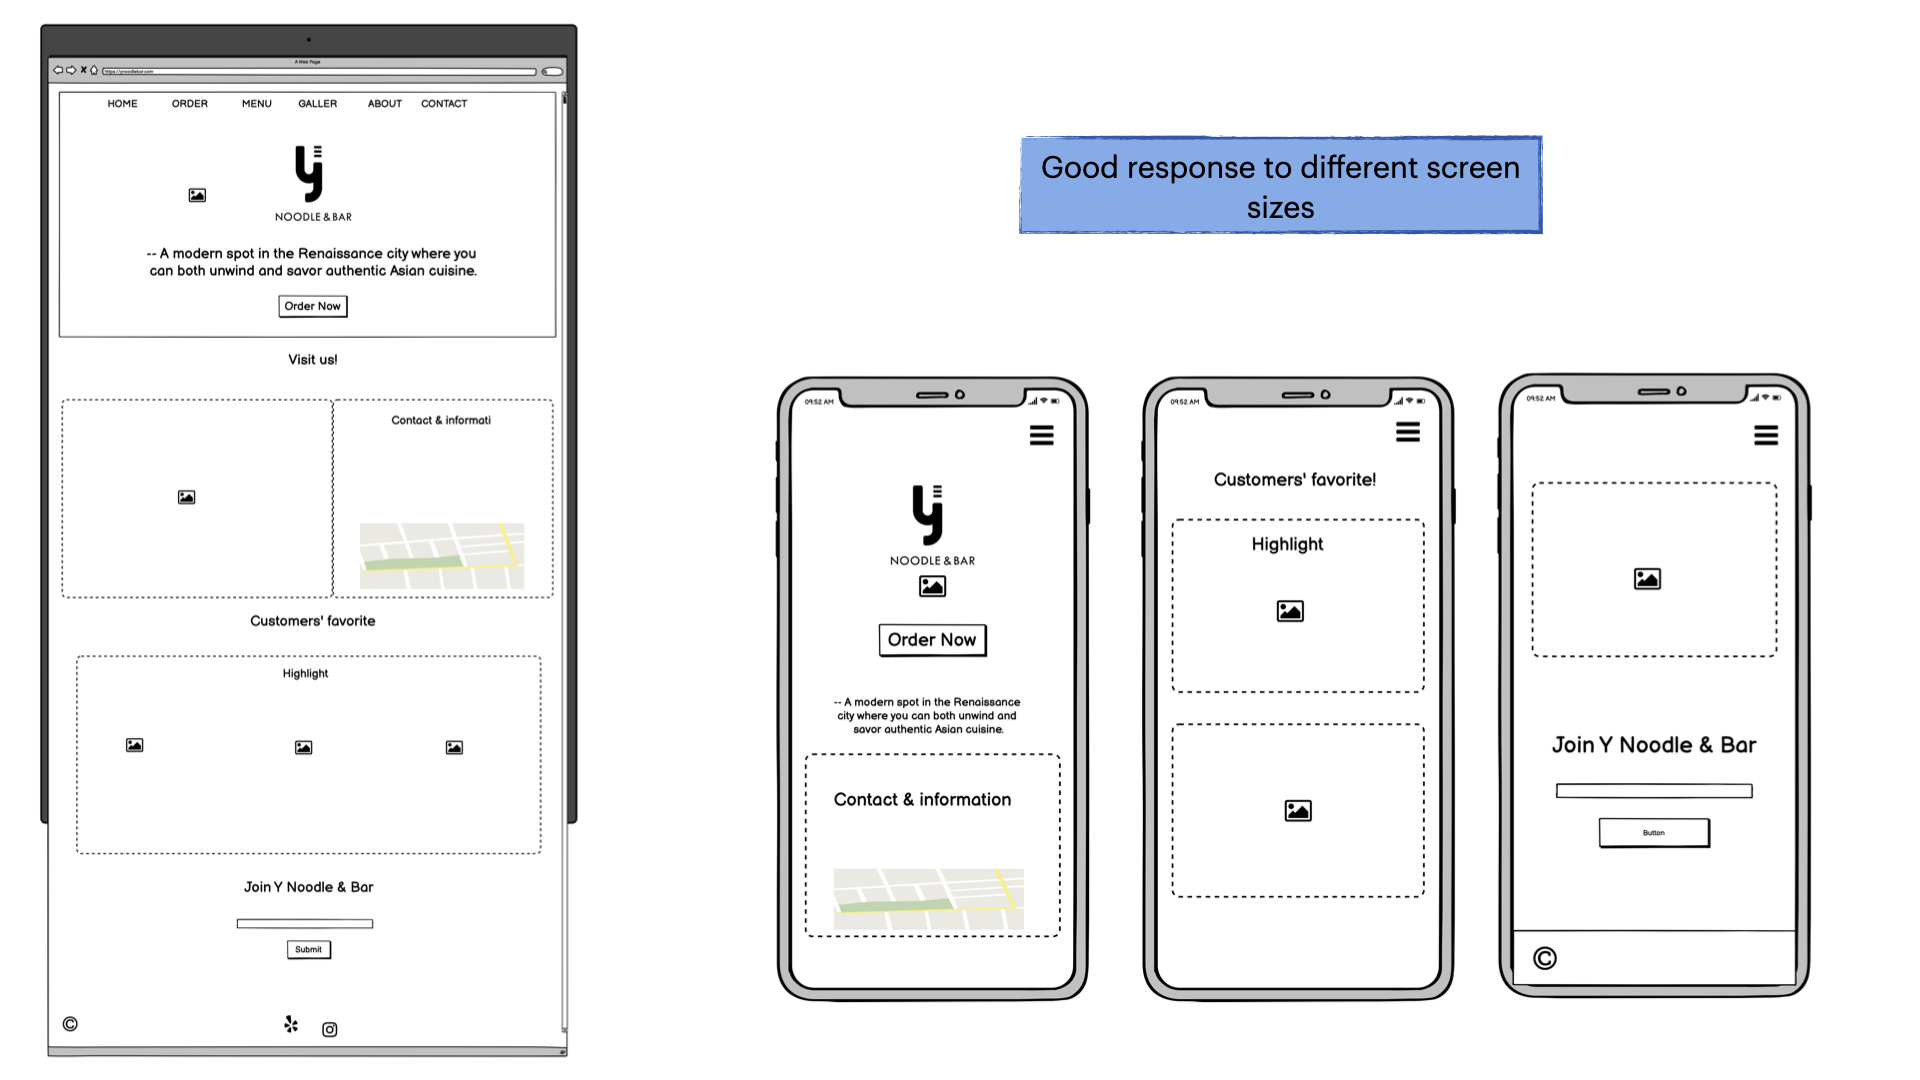 A Web Page
https://ynoodlebar.com
HOME ORDER MENU GALLER ABOUT CONTACT
y
NOODLE & BAR
-- A modern spot in the Renaissance city where you
can both unwind and savor authentic Asian cuisine.
Order Now
Visit us!
Contact & informati
Customers' favorite
Highlight
Join Y Noodle & Bar
Submit
©
Good response to different screen
sizes
09:52 AM
y
NOODLE & BAR
Order Now
-- A modern spot in the Renaissance
city where you can both unwind and
savor authentic Asian cuisine.
Contact & information
09:52 AM
Customers' favorite!
Highlight
09:52 AM
Join Y Noodle & Bar
Button
©